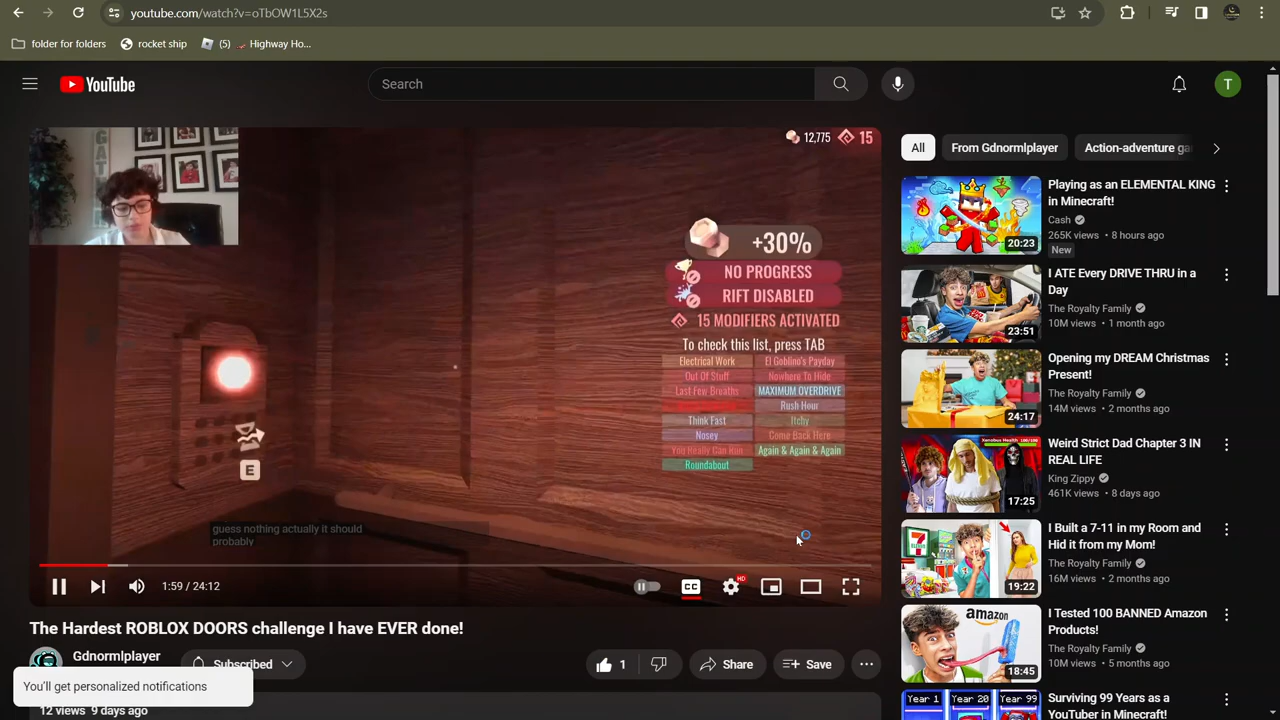 youtube.com/watch?v=oTbOW1L5X2s
folder for folders
rocket ship
(5) 🏎️ Highway Ho...
YouTube
Search
T
12,775
15
+30%
NO PROGRESS
RIFT DISABLED
15 MODIFIERS ACTIVATED
To check this list, press TAB
Electrical Work
El Goblino's Payday
Out Of Stuff
Nowhere To Hide
Last Few Breaths
MAXIMUM OVERDRIVE
Rush Hour
Think Fast
Itchy
Nosey
Come Back Here
You Really Can Run
Again & Again & Again
Roundabout
E
guess nothing actually it should
probably
1:59 / 24:12
CC
HD
The Hardest ROBLOX DOORS challenge I have EVER done!
Gdnormlplayer
Subscribed
1
Share
Save
You'll get personalized notifications
12 views 9 days ago
All
From Gdnormlplayer
Action-adventure ga
Playing as an ELEMENTAL KING
in Minecraft!
Cash
265K views • 8 hours ago
New
20:23
I ATE Every DRIVE THRU in a
Day
The Royalty Family
10M views • 1 month ago
23:51
Opening my DREAM Christmas
Present!
The Royalty Family
14M views • 2 months ago
24:17
Weird Strict Dad Chapter 3 IN
REAL LIFE
King Zippy
461K views • 8 days ago
17:25
I Built a 7-11 in my Room and
Hid it from my Mom!
The Royalty Family
16M views • 2 months ago
19:22
amazon
I Tested 100 BANNED Amazon
Products!
The Royalty Family
10M views • 5 months ago
18:45
Year 1
Year 20
Year 99
Surviving 99 Years as a
YouTuber in Minecraft!